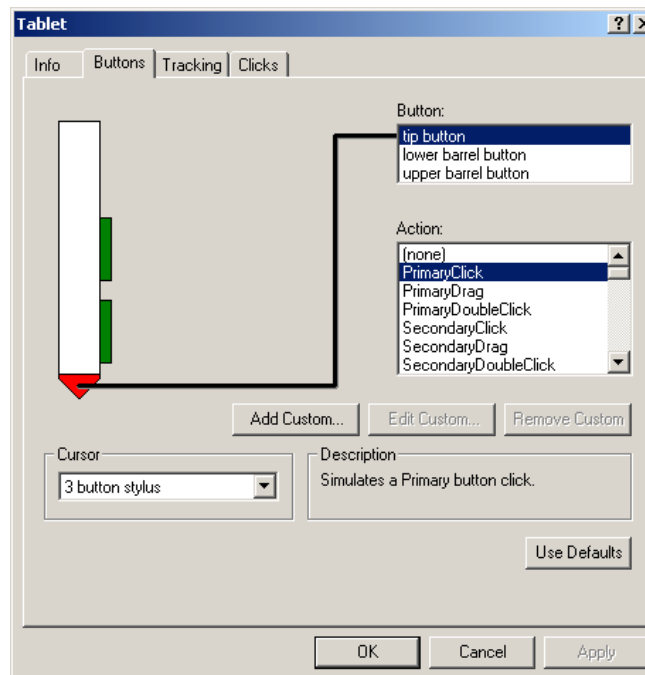 Tablet
Info Buttons Tracking Clicks
Button:
tip button
lower barrel button
upper barrel button
Action:
(none)
PrimaryClick
PrimaryDrag
PrimaryDoubleClick
SecondaryClick
SecondaryDrag
SecondaryDoubleClick
Add Custom... Edit Custom... Remove Custom
Cursor
3 button stylus
Description
Simulates a Primary button click.
Use Defaults
OK Cancel Apply